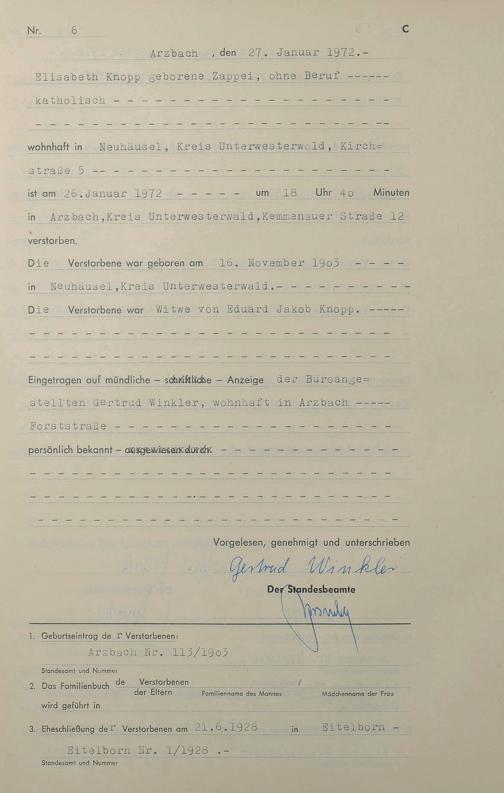 Nr. 6 C
Arzbach , den 27. Januar 1972.-
Elisabeth Knopp geborene Zappei, ohne Beruf ------
katholisch - - - - - - - - - - - - - - - - - - - -
- - - - - - - - - - - - - - - - - - - - - - - - --
wohnhaft in Neuhäusel, Kreis Unterwesterwald, Kirch=
straße 5 -- - - - - - - - - - - - - - - - - - - -
ist am 26.Januar 1972 - - - - - um 18 Uhr 40 Minuten
in Arzbach,Kreis Unterwesterwald,Kemmenauer Straße 12
verstorben.
Die Verstorbene war geboren am 16. November 1903 - - - -
in Neuhäusel,Kreis Unterwesterwald.- - - - - - - - - -
Die Verstorbene war Witwe von Eduard Jakob Knopp. -----
- - - - - - - - - - - - - - - - - - - - - - - - - -
- - - - - - - - - - - - - - - - - - - - - - - - - -
Eingetragen auf mündliche – schriftliche – Anzeige der Büroange=
stellten Gertrud Winkler, wohnhaft in Arzbach -----
Forststraße - - - - - - - - - - - - - - - - - - - -
persönlich bekannt – ausgewiesen durch - - - - - - - - - - - - -
- - - - - - - - - - - - - - - - - - - - - - - - - -
- - - - - - - - - - - -.- - - - - - - - - - - - - -
- - - - - - - - - - - - - - - - - - - - - - - - - -
Vorgelesen, genehmigt und unterschrieben
Gertrud Winkler
Der Standesbeamte
1. Geburtseintrag der Verstorbenen:
Arzbach Nr. 113/1903
Standesamt und Nummer
2. Das Familienbuch de Verstorbenen /
der Eltern Familienname des Mannes Mädchenname der Frau
wird geführt in
3. Eheschließung der Verstorbenen am 21.6.1928 in Eitelborn -
Eitelborn Nr. 1/1928 .-
Standesamt und Nummer